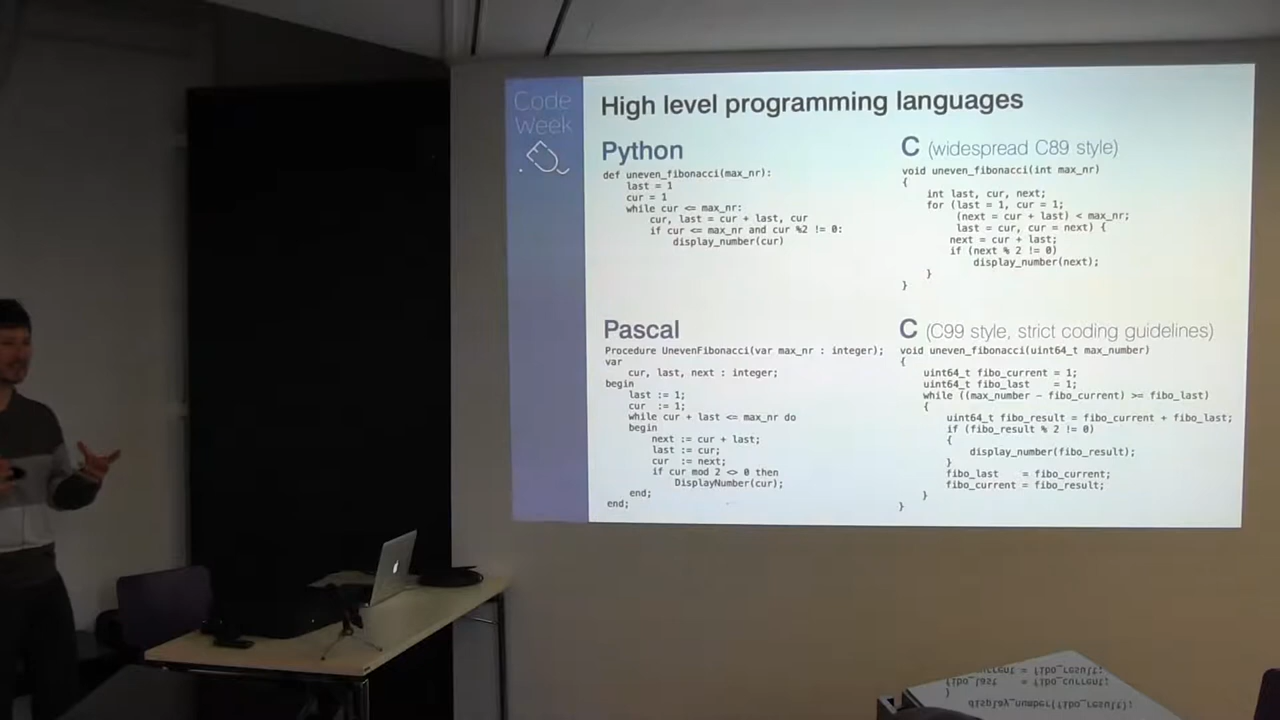 Code
Week
High level programming languages
Python
def uneven_fibonacci(max_nr):
    last = 1
    cur = 1
    while cur <= max_nr:
        cur, last = cur + last, cur
        if cur <= max_nr and cur %2 != 0:
            display_number(cur)
C (widespread C89 style)
void uneven_fibonacci(int max_nr)
{
    int last, cur, next;
    for (last = 1, cur = 1;
         (next = cur + last) < max_nr;
         last = cur, cur = next) {
        next = cur + last;
        if (next % 2 != 0)
            display_number(next);
    }
}
Pascal
Procedure UnevenFibonacci(var max_nr : integer);
var
    cur, last, next : integer;
begin
    last := 1;
    cur  := 1;
    while cur + last <= max_nr do
    begin
        next := cur + last;
        last := cur;
        cur  := next;
        if cur mod 2 <> 0 then
            DisplayNumber(cur);
    end;
end;
C (C99 style, strict coding guidelines)
void uneven_fibonacci(uint64_t max_number)
{
    uint64_t fibo_current = 1;
    uint64_t fibo_last    = 1;
    while ((max_number - fibo_current) >= fibo_last)
    {
        uint64_t fibo_result = fibo_current + fibo_last;
        if (fibo_result % 2 != 0)
        {
            display_number(fibo_result);
        }
        fibo_last    = fibo_current;
        fibo_current = fibo_result;
    }
}